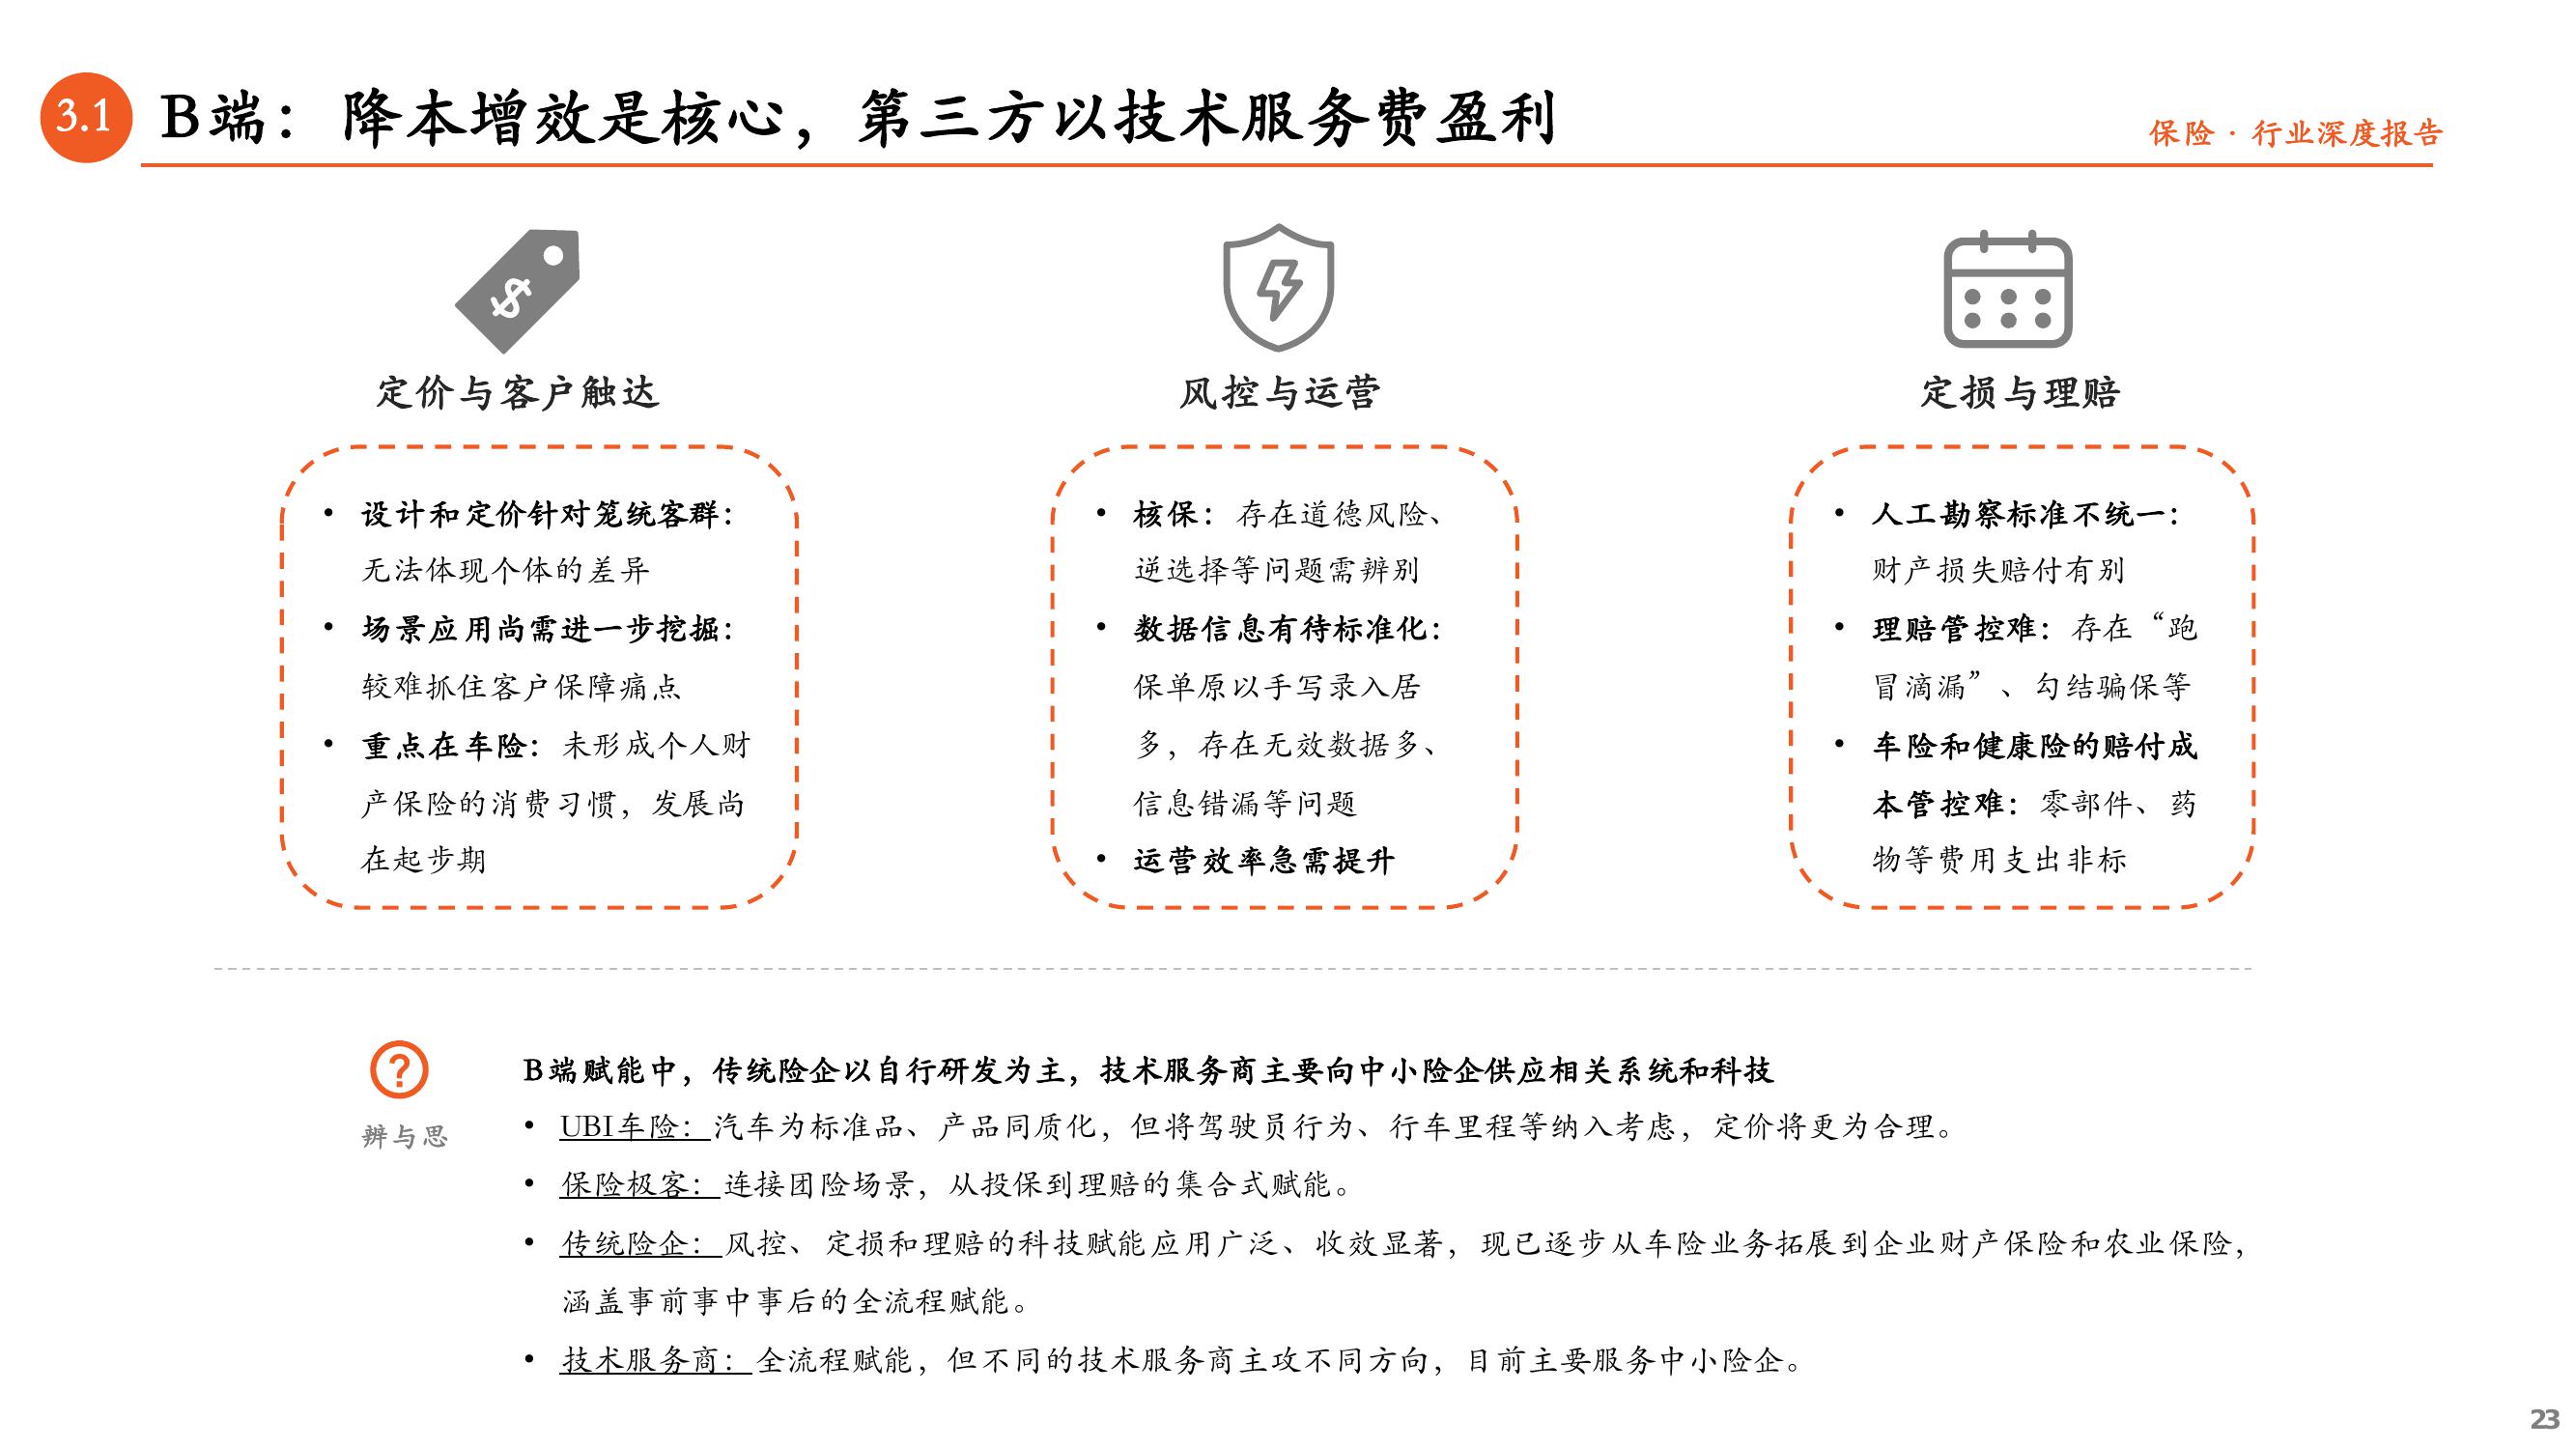 3.1
B端：降本增效是核心，第三方以技术服务费盈利
保险 · 行业深度报告
$
定价与客户触达
• 设计和定价针对笼统客群：
无法体现个体的差异
• 场景应用尚需进一步挖掘：
较难抓住客户保障痛点
• 重点在车险：未形成个人财
产保险的消费习惯，发展尚
在起步期
风控与运营
• 核保：存在道德风险、
逆选择等问题需辨别
• 数据信息有待标准化：
保单原以手写录入居
多，存在无效数据多、
信息错漏等问题
• 运营效率急需提升
定损与理赔
• 人工勘察标准不统一：
财产损失赔付有别
• 理赔管控难：存在“跑
冒滴漏”、勾结骗保等
• 车险和健康险的赔付成
本管控难：零部件、药
物等费用支出非标
?
辨与思
B端赋能中，传统险企以自行研发为主，技术服务商主要向中小险企供应相关系统和科技
• UBI车险：汽车为标准品、产品同质化，但将驾驶员行为、行车里程等纳入考虑，定价将更为合理。
• 保险极客：连接团险场景，从投保到理赔的集合式赋能。
• 传统险企：风控、定损和理赔的科技赋能应用广泛、收效显著，现已逐步从车险业务拓展到企业财产保险和农业保险，
涵盖事前事中事后的全流程赋能。
• 技术服务商：全流程赋能，但不同的技术服务商主攻不同方向，目前主要服务中小险企。
23